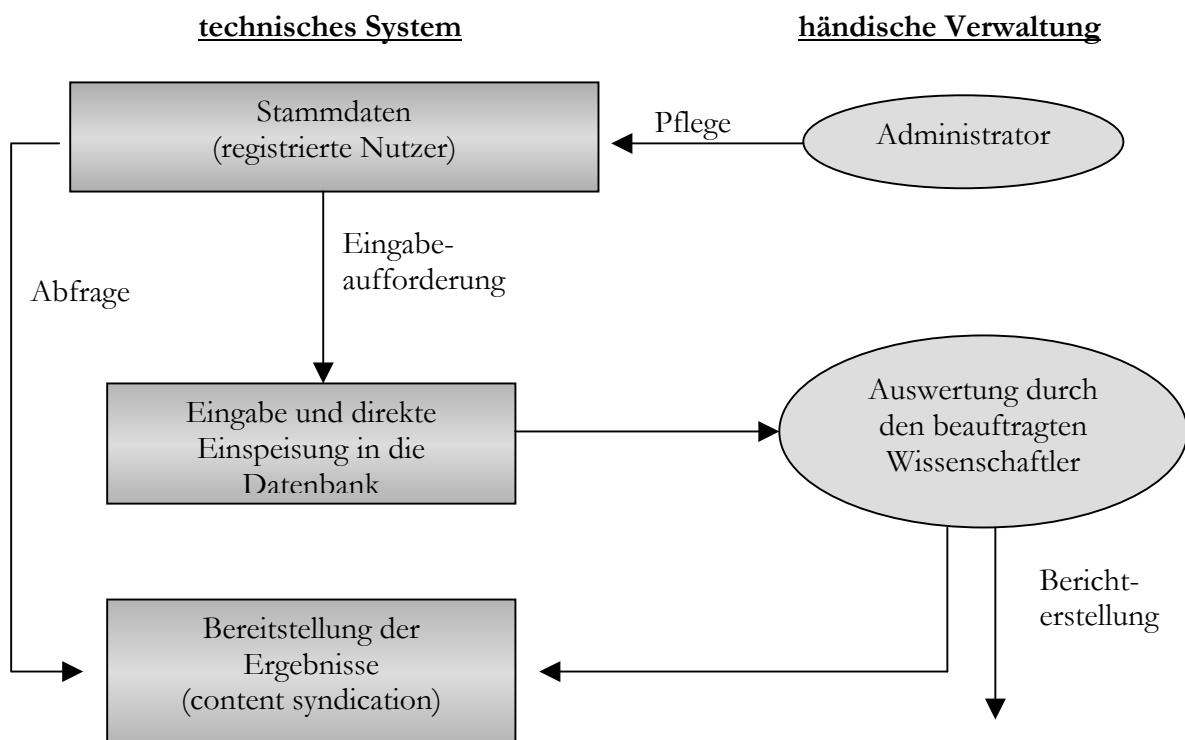 technisches System
händische Verwaltung
Stammdaten
(registrierte Nutzer)
Pflege
Administrator
Eingabe-
aufforderung
Abfrage
Eingabe und direkte
Einspeisung in die
Datenbank
Auswertung durch
den beauftragten
Wissenschaftler
Bericht-
erstellung
Bereitstellung der
Ergebnisse
(content syndication)